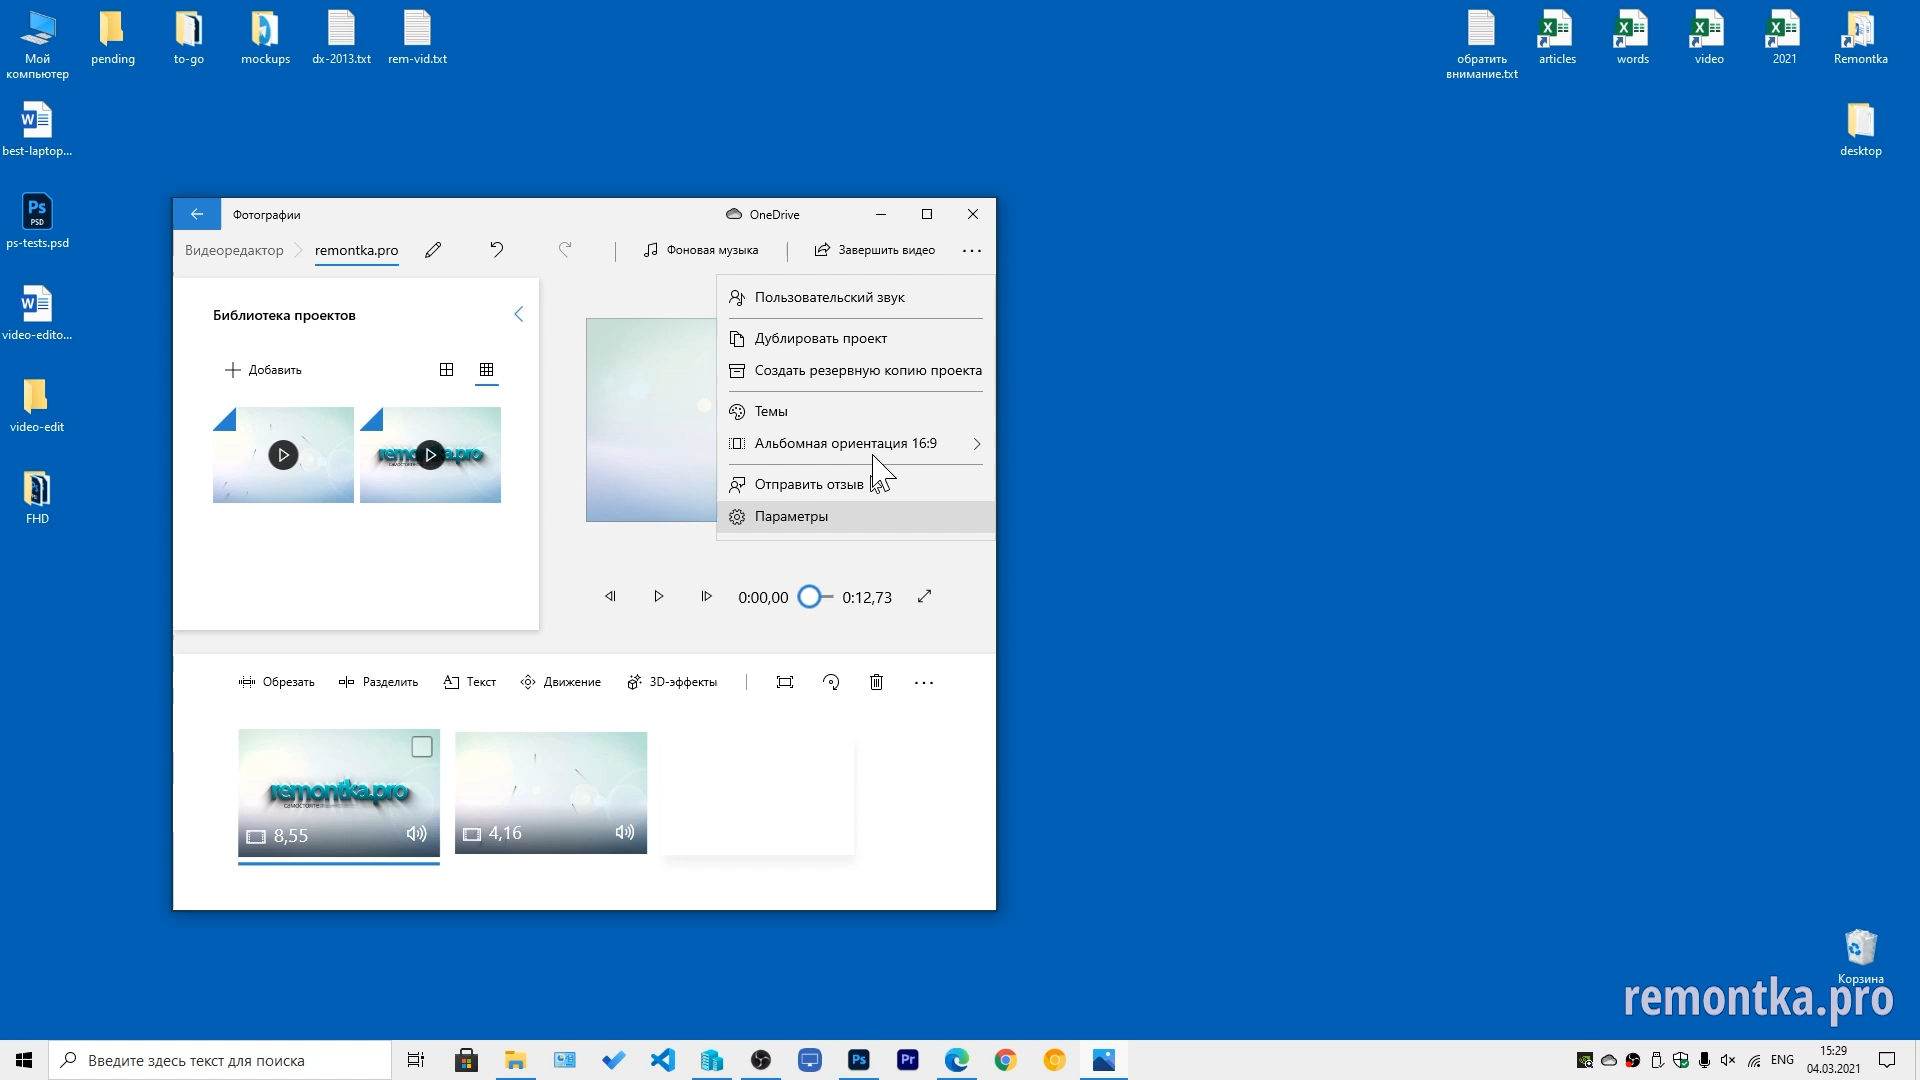 Мой компьютер
pending
to-go
mockups
dx-2013.txt
rem-vid.txt
обратить внимание.txt
articles
words
video
2021
Remontka
best-laptop...
desktop
ps-tests.psd
video-edito...
video-edit
FHD
Фотографии
OneDrive
Видеоредактор
remontka.pro
Фоновая музыка
Завершить видео
Библиотека проектов
Добавить
remontka.pro
Пользовательский звук
Дублировать проект
Создать резервную копию проекта
Темы
Альбомная ориентация 16:9
Отправить отзыв
Параметры
0:00,00
0:12,73
Обрезать
Разделить
Текст
Движение
3D-эффекты
remontka.pro
8,55
4,16
Корзина
remontka.pro
Введите здесь текст для поиска
Ps
Pr
ENG
15:29
04.03.2021